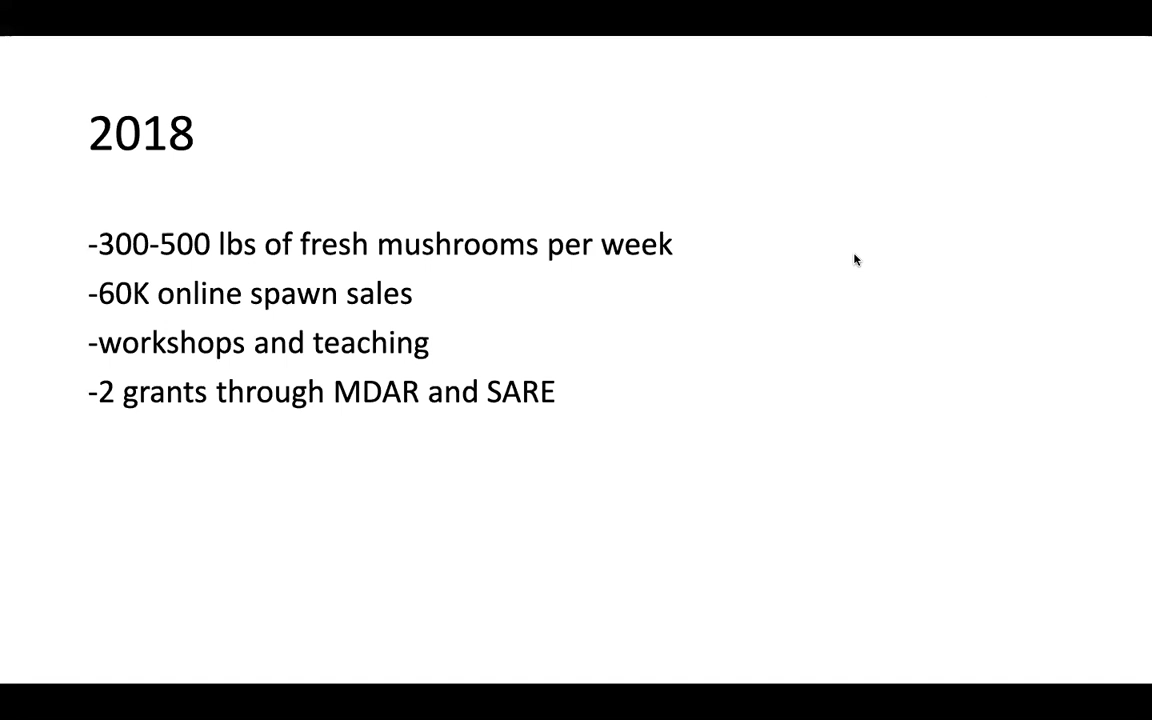 2018
-300-500 lbs of fresh mushrooms per week
-60K online spawn sales
-workshops and teaching
-2 grants through MDAR and SARE